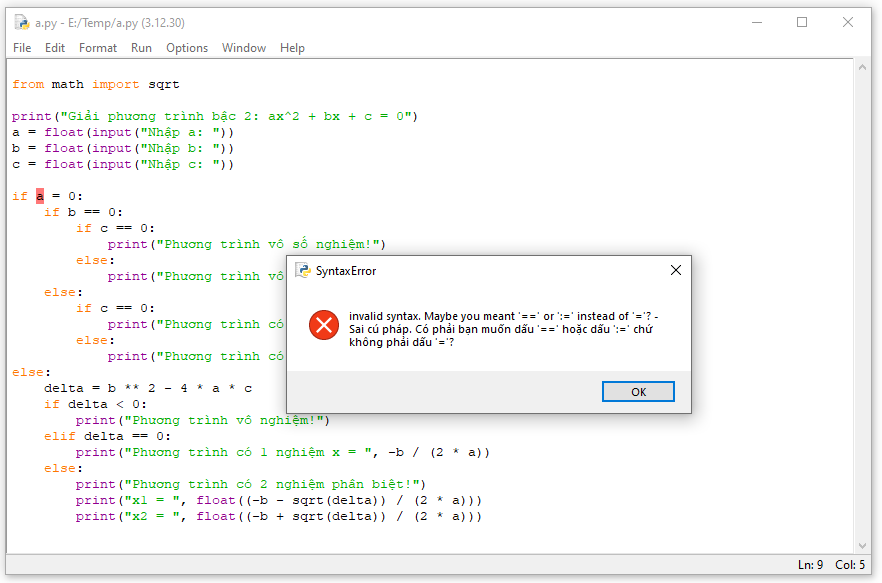 a.py - E:/Temp/a.py (3.12.30)
File Edit Format Run Options Window Help
from math import sqrt
print("Giải phương trình bậc 2: ax^2 + bx + c = 0")
a = float(input("Nhập a: "))
b = float(input("Nhập b: "))
c = float(input("Nhập c: "))
if a = 0:
    if b == 0:
        if c == 0:
            print("Phương trình vô số nghiệm!")
        else:
            print("Phương trình vô
    else:
        if c == 0:
            print("Phương trình có
        else:
            print("Phương trình có
else:
    delta = b ** 2 - 4 * a * c
    if delta < 0:
        print("Phương trình vô nghiệm!")
    elif delta == 0:
        print("Phương trình có 1 nghiệm x = ", -b / (2 * a))
    else:
        print("Phương trình có 2 nghiệm phân biệt!")
        print("x1 = ", float((-b - sqrt(delta)) / (2 * a)))
        print("x2 = ", float((-b + sqrt(delta)) / (2 * a)))
SyntaxError
invalid syntax. Maybe you meant '==' or ':=' instead of '='? -
Sai cú pháp. Có phải bạn muốn dấu '==' hoặc dấu ':=' chứ
không phải dấu '='?
OK
Ln: 9 Col: 5